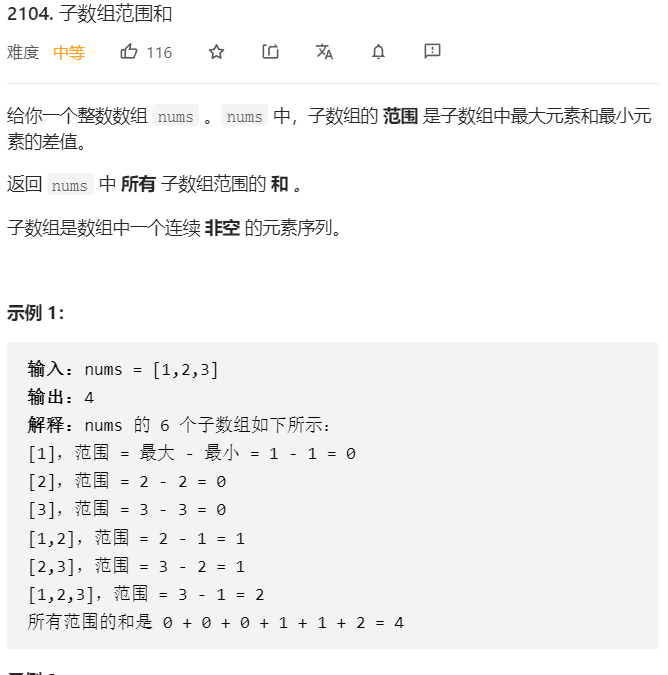 2104. 子数组范围和
难度 中等 116
给你一个整数数组 nums 。nums 中，子数组的 范围 是子数组中最大元素和最小元
素的差值。
返回 nums 中 所有 子数组范围的 和 。
子数组是数组中一个连续 非空 的元素序列。
示例 1：
输入：nums = [1,2,3]
输出：4
解释：nums 的 6 个子数组如下所示：
[1]，范围 = 最大 - 最小 = 1 - 1 = 0
[2]，范围 = 2 - 2 = 0
[3]，范围 = 3 - 3 = 0
[1,2]，范围 = 2 - 1 = 1
[2,3]，范围 = 3 - 2 = 1
[1,2,3]，范围 = 3 - 1 = 2
所有范围的和是 0 + 0 + 0 + 1 + 1 + 2 = 4